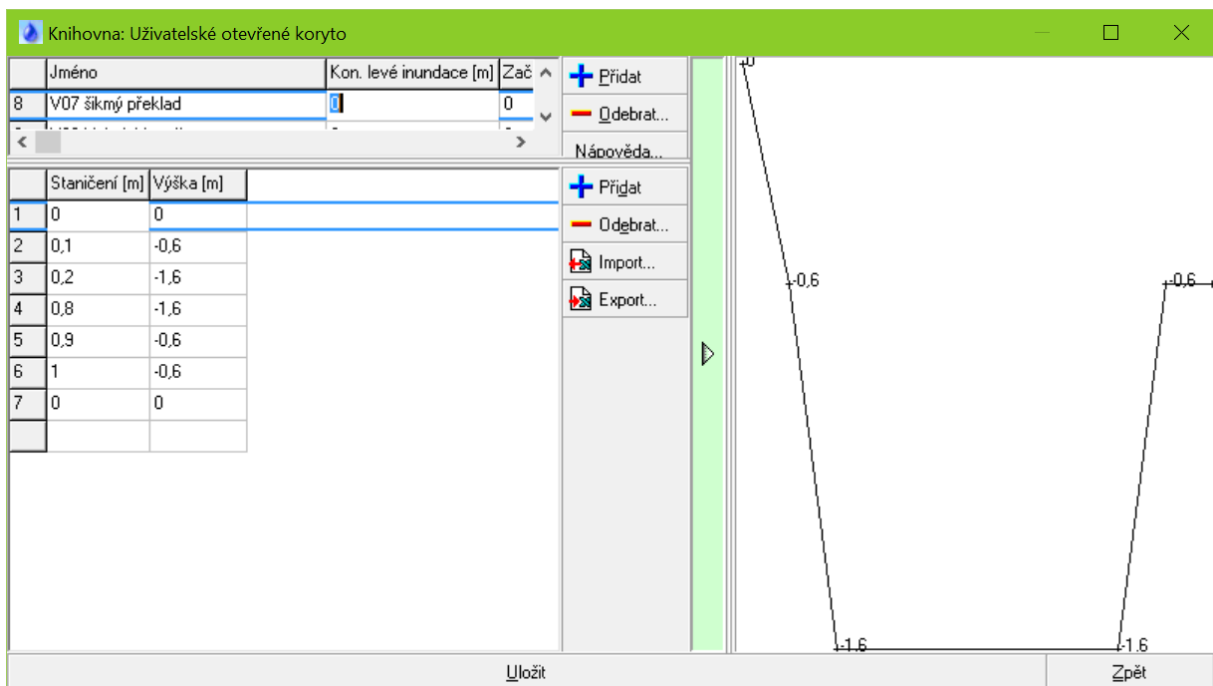 Knihovna: Uživatelské otevřené koryto
Jméno Kon. levé inundace [m] Zač
8 V07 šikmý překlad 0 0
Přidat
Odebrat...
Nápověda...
Staničení [m] Výška [m]
1 0 0
2 0,1 -0,6
3 0,2 -1,6
4 0,8 -1,6
5 0,9 -0,6
6 1 -0,6
7 0 0
Přidat
Odebrat...
Import...
Export...
0
-0,6
-0,6
-1,6
-1,6
Uložit Zpět